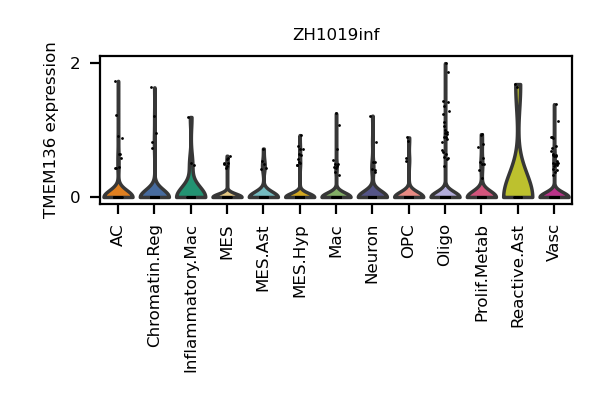 ZH1019inf
TMEM136 expression
2
0
AC
Chromatin.Reg
Inflammatory.Mac
MES
MES.Ast
MES.Hyp
Mac
Neuron
OPC
Oligo
Prolif.Metab
Reactive.Ast
Vasc